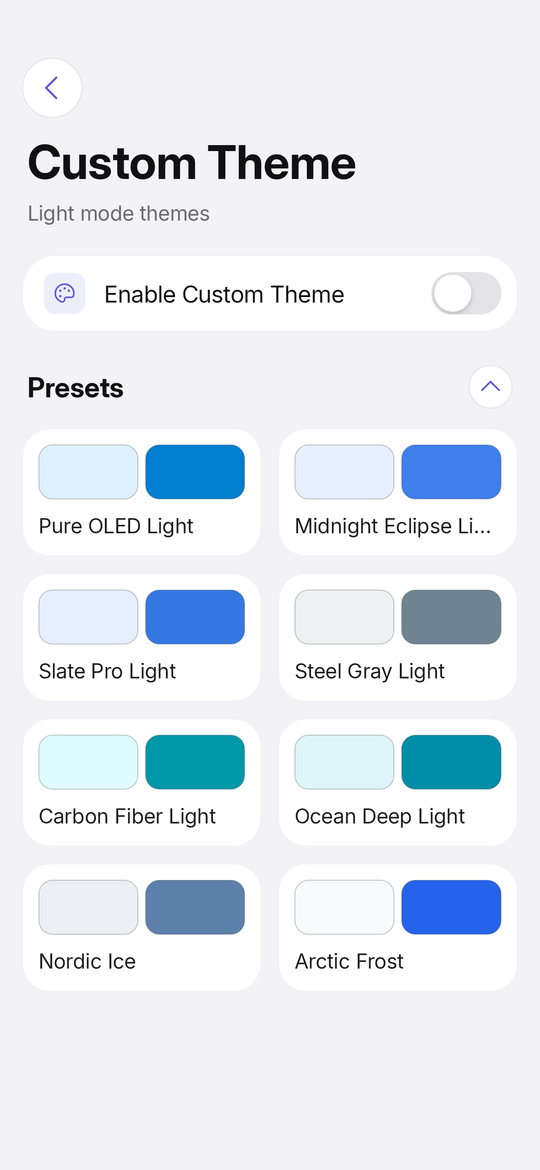 Custom Theme
Light mode themes
Enable Custom Theme
Presets
Pure OLED Light
Midnight Eclipse Li...
Slate Pro Light
Steel Gray Light
Carbon Fiber Light
Ocean Deep Light
Nordic Ice
Arctic Frost